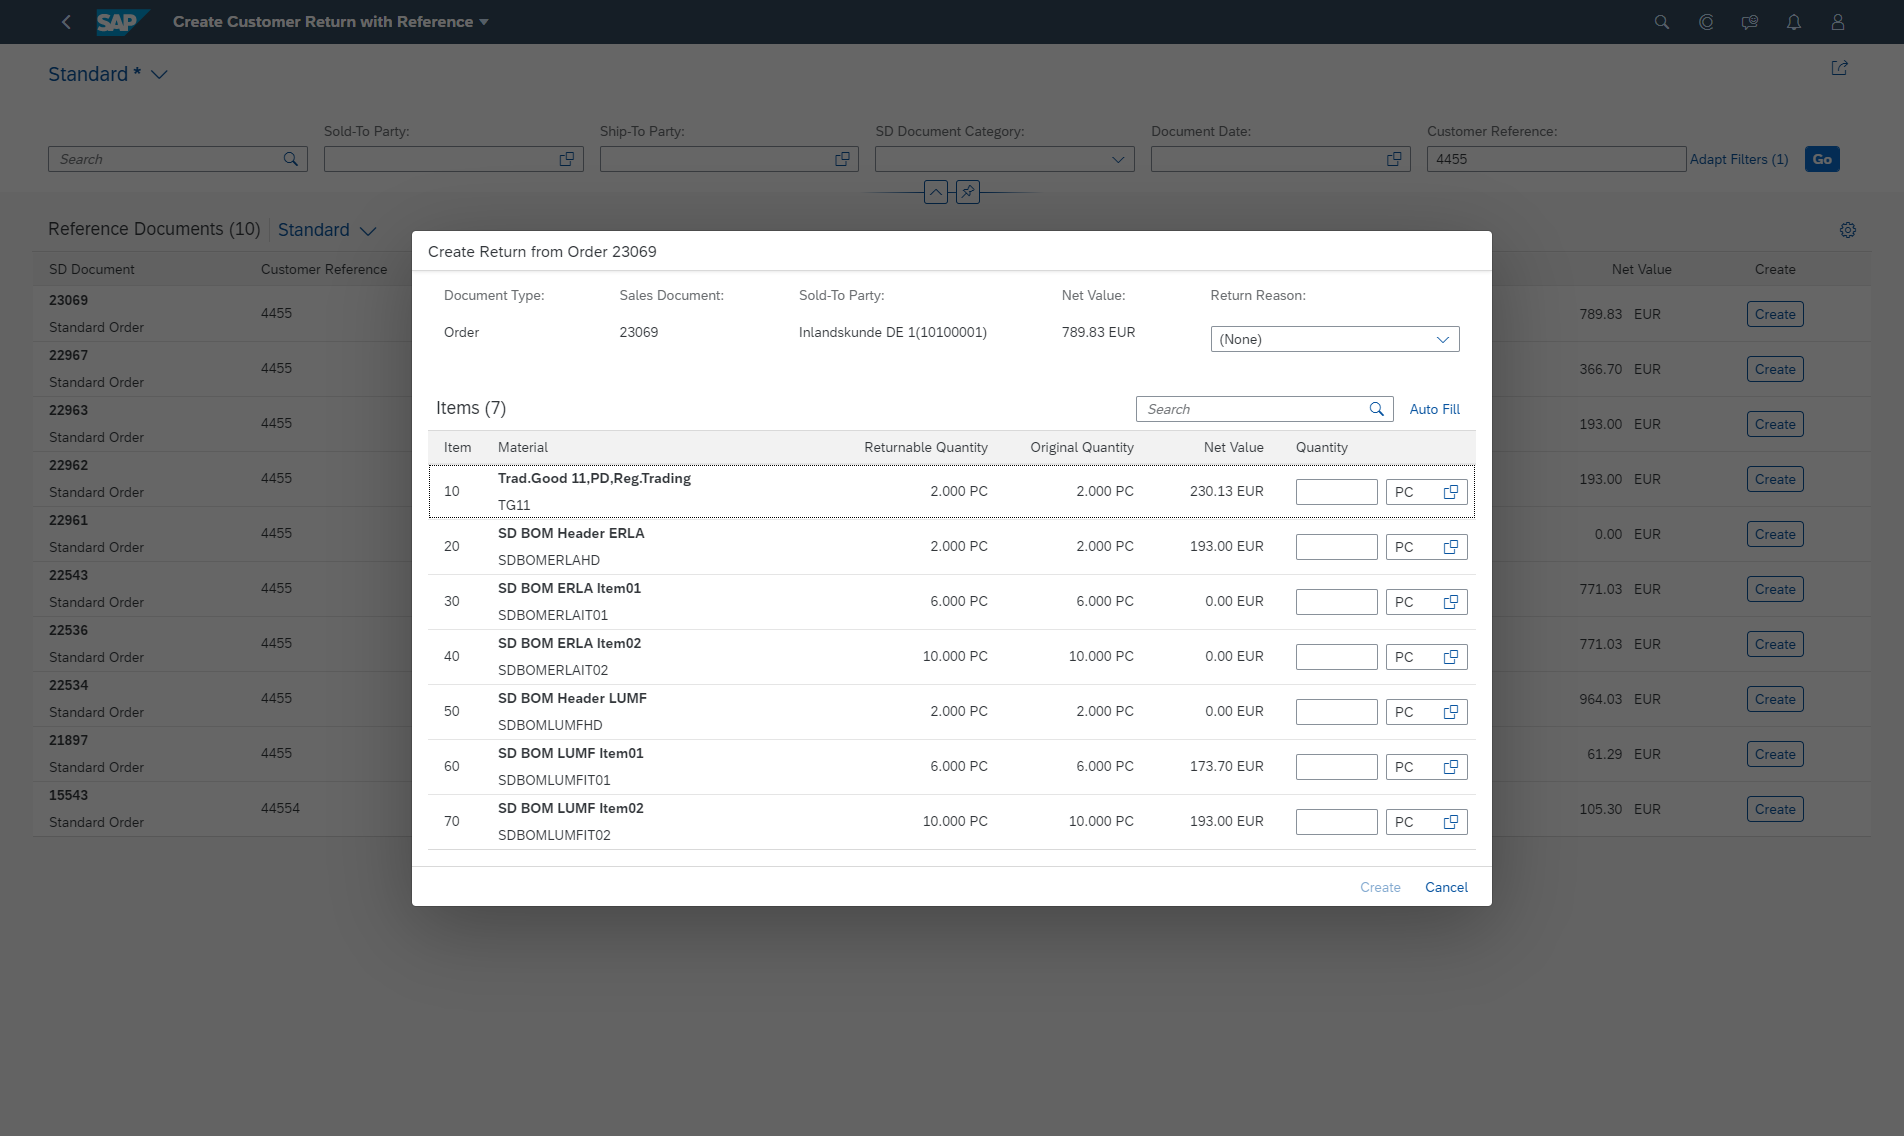 SAP Create Customer Return with Reference
Standard *
Sold-To Party: Ship-To Party: SD Document Category: Document Date: Customer Reference:
Search 4455 Adapt Filters (1) Go
Reference Documents (10) Standard
SD Document Customer Reference Net Value Create
23069
Standard Order 4455 789.83 EUR Create
22967
Standard Order 4455 366.70 EUR Create
22963
Standard Order 4455 193.00 EUR Create
22962
Standard Order 4455 193.00 EUR Create
22961
Standard Order 4455 0.00 EUR Create
22543
Standard Order 4455 771.03 EUR Create
22536
Standard Order 4455 771.03 EUR Create
22534
Standard Order 4455 964.03 EUR Create
21897
Standard Order 4455 61.29 EUR Create
15543
Standard Order 44554 105.30 EUR Create
Create Return from Order 23069
Document Type: Sales Document: Sold-To Party: Net Value: Return Reason:
Order 23069 Inlandskunde DE 1(10100001) 789.83 EUR (None)
Items (7) Search Auto Fill
Item Material Returnable Quantity Original Quantity Net Value Quantity
Trad.Good 11,PD,Reg.Trading
10 2.000 PC 2.000 PC 230.13 EUR PC
TG11
SD BOM Header ERLA
20 2.000 PC 2.000 PC 193.00 EUR PC
SDBOMERLAHD
SD BOM ERLA Item01
30 6.000 PC 6.000 PC 0.00 EUR PC
SDBOMERLAIT01
SD BOM ERLA Item02
40 10.000 PC 10.000 PC 0.00 EUR PC
SDBOMERLAIT02
SD BOM Header LUMF
50 2.000 PC 2.000 PC 0.00 EUR PC
SDBOMLUMFHD
SD BOM LUMF Item01
60 6.000 PC 6.000 PC 173.70 EUR PC
SDBOMLUMFIT01
SD BOM LUMF Item02
70 10.000 PC 10.000 PC 193.00 EUR PC
SDBOMLUMFIT02
Create Cancel